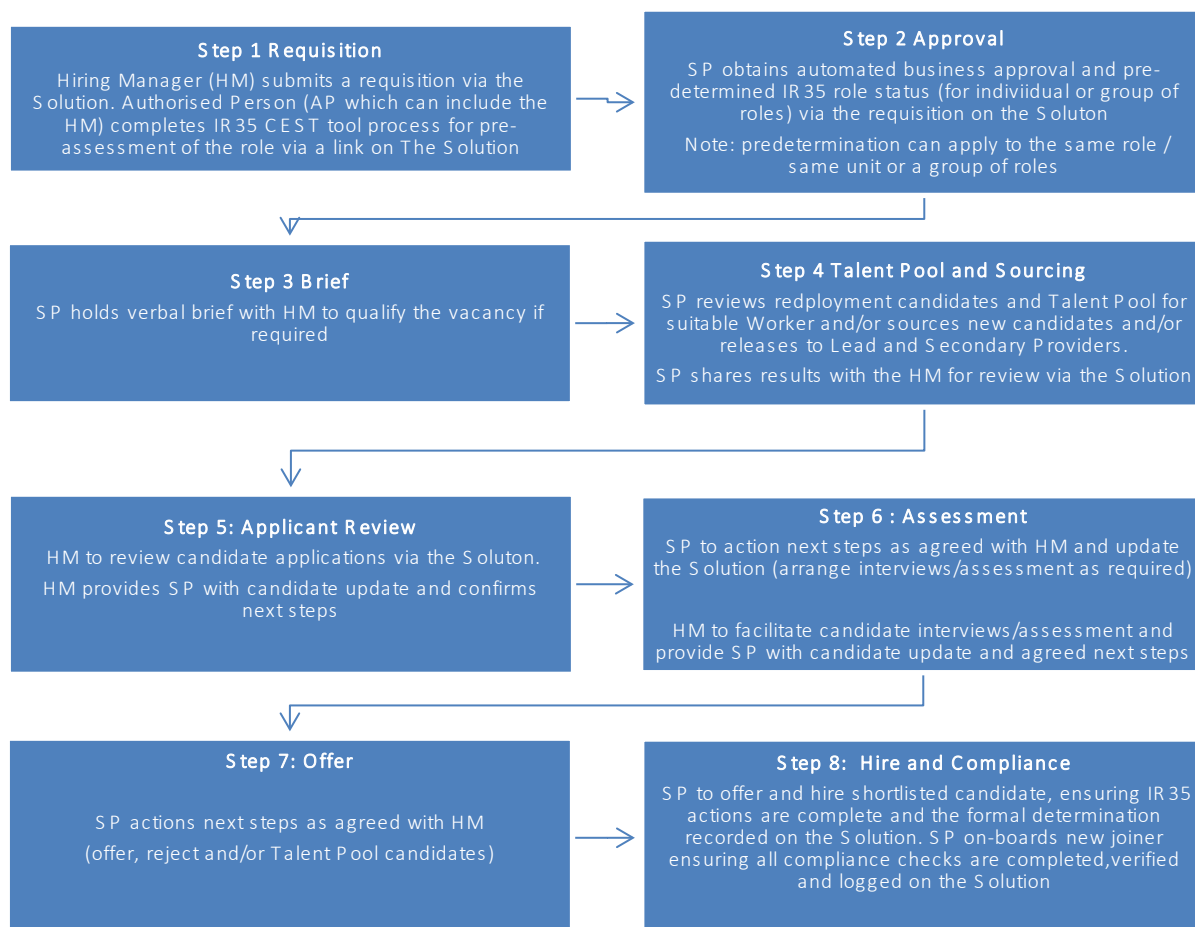 Step 1 Requisition
Hiring Manager (HM) submits a requisition via the
Solution. Authorised Person (AP which can include the
HM) completes IR35 CEST tool process for pre-
assessment of the role via a link on The Solution
Step 2 Approval
SP obtains automated business approval and pre-
determined IR35 role status (for indiviidual or group of
roles) via the requisition on the Soluton
Note: predetermination can apply to the same role /
same unit or a group of roles
Step 3 Brief
SP holds verbal brief with HM to qualify the vacancy if
required
Step 4 Talent Pool and Sourcing
SP reviews redployment candidates and Talent Pool for
suitable Worker and/or sources new candidates and/or
releases to Lead and Secondary Providers.
SP shares results with the HM for review via the Solution
Step 5: Applicant Review
HM to review candidate applications via the Soluton.
HM provides SP with candidate update and confirms
next steps
Step 6 : Assessment
SP to action next steps as agreed with HM and update
the Solution (arrange interviews/assessment as required)
HM to facilitate candidate interviews/assessment and
provide SP with candidate update and agreed next steps
Step 7: Offer
SP actions next steps as agreed with HM
(offer, reject and/or Talent Pool candidates)
Step 8: Hire and Compliance
SP to offer and hire shortlisted candidate, ensuring IR35
actions are complete and the formal determination
recorded on the Solution. SP on-boards new joiner
ensuring all compliance checks are completed,verified
and logged on the Solution